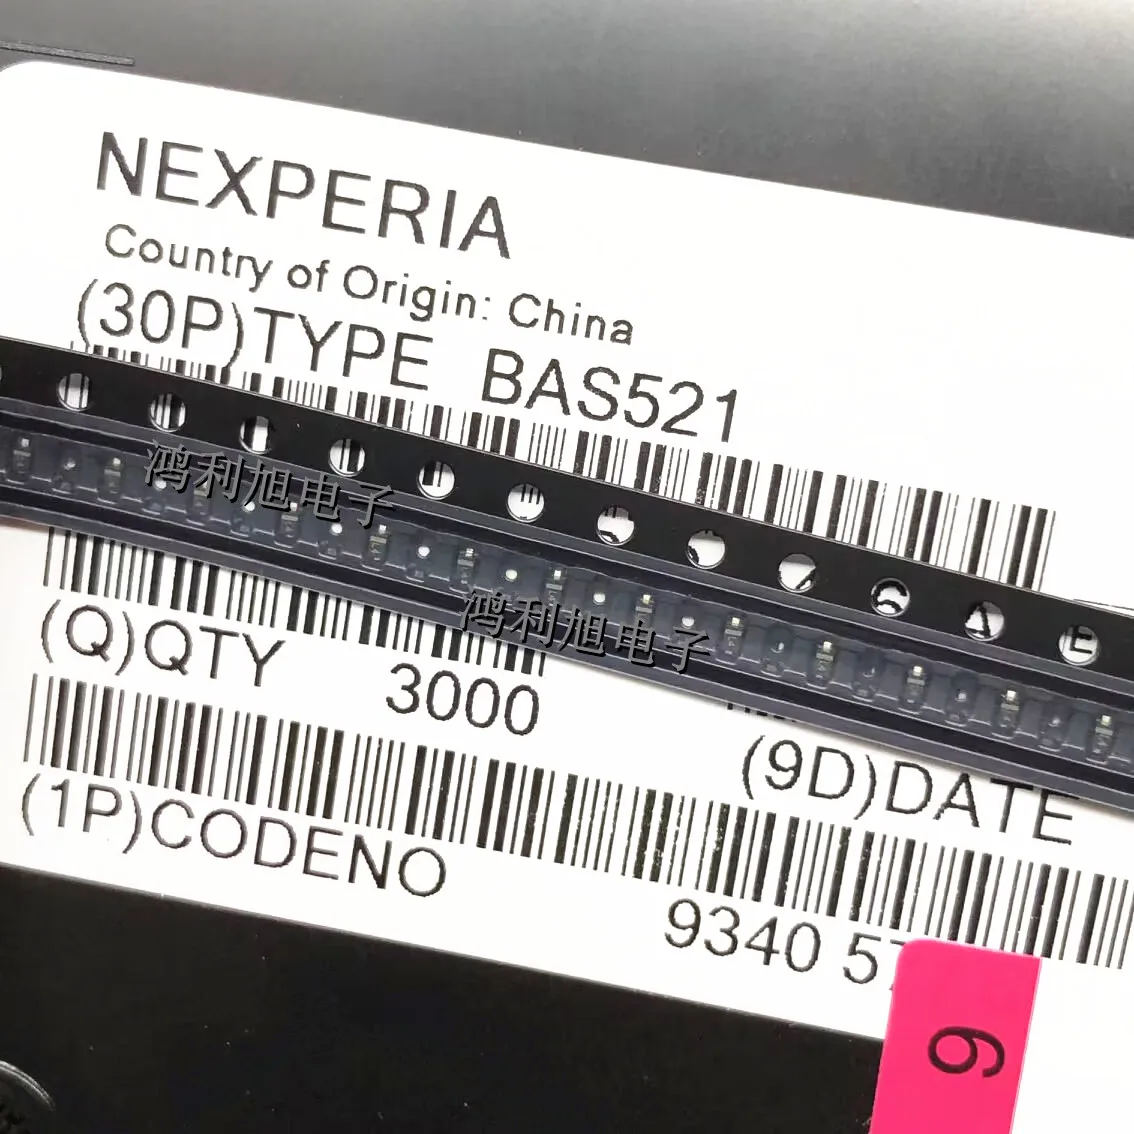 NEXPERIA
Country of Origin: China
(30P)TYPE BAS521
鸿利旭电子
鸿利旭电子
(Q)QTY 3000
(9D)DATE
(1P)CODENO
9340 5
9